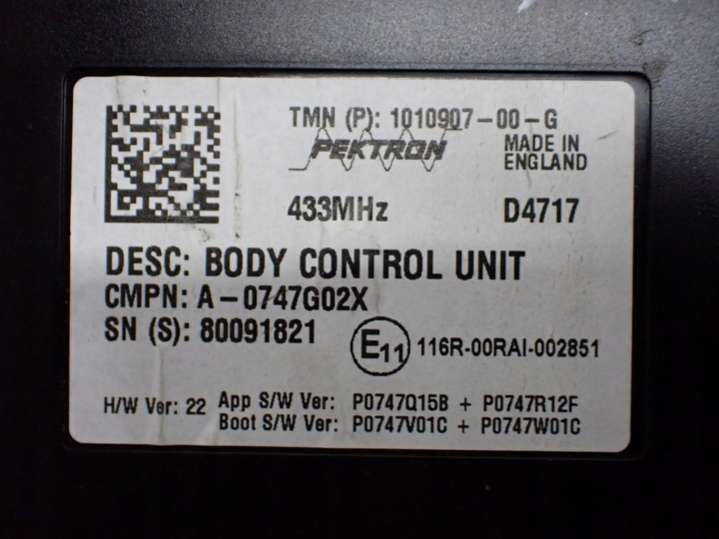 TMN (P): 1010907-00-G
PEKTRON
MADE IN
ENGLAND
433MHz
D4717
DESC: BODY CONTROL UNIT
CMPN: A-0747G02X
SN (S): 80091821
E11 116R-00RAI-002851
H/W Ver: 22 App S/W Ver: P0747Q15B + P0747R12F
Boot S/W Ver: P0747V01C + P0747W01C